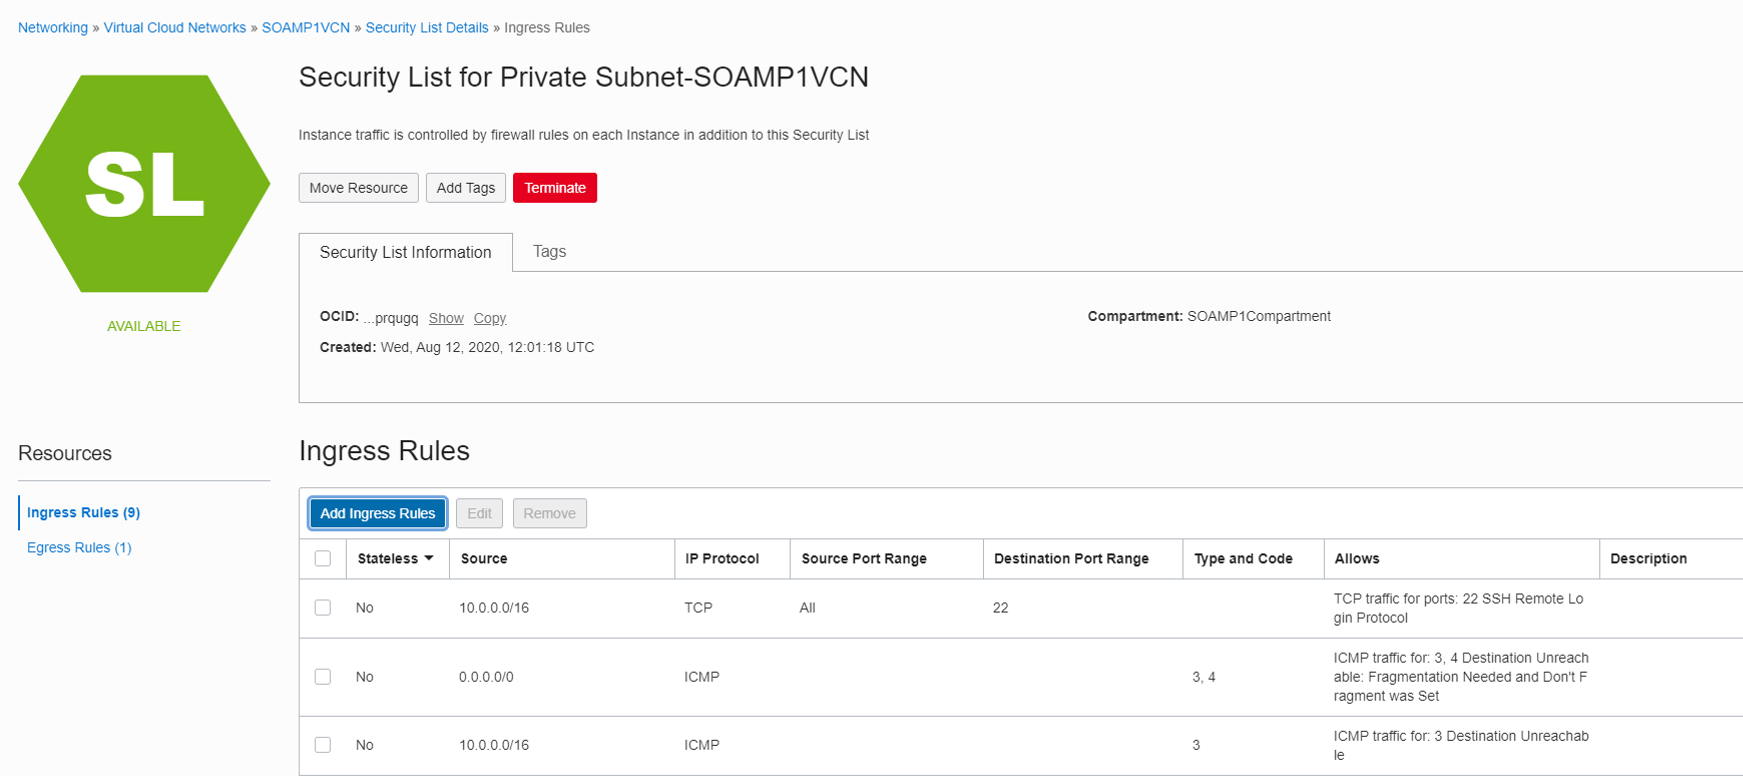 Networking » Virtual Cloud Networks » SOAMP1VCN » Security List Details » Ingress Rules
SL
AVAILABLE
Security List for Private Subnet-SOAMP1VCN
Instance traffic is controlled by firewall rules on each Instance in addition to this Security List
Move Resource Add Tags Terminate
Security List Information Tags
OCID: ...prqugq Show Copy Compartment: SOAMP1Compartment
Created: Wed, Aug 12, 2020, 12:01:18 UTC
Resources
Ingress Rules (9)
Egress Rules (1)
Ingress Rules
Add Ingress Rules Edit Remove
Stateless Source IP Protocol Source Port Range Destination Port Range Type and Code Allows Description
No 10.0.0.0/16 TCP All 22 TCP traffic for ports: 22 SSH Remote Lo
gin Protocol
No 0.0.0.0/0 ICMP 3, 4 ICMP traffic for: 3, 4 Destination Unreach
able: Fragmentation Needed and Don't F
ragment was Set
No 10.0.0.0/16 ICMP 3 ICMP traffic for: 3 Destination Unreachab
le